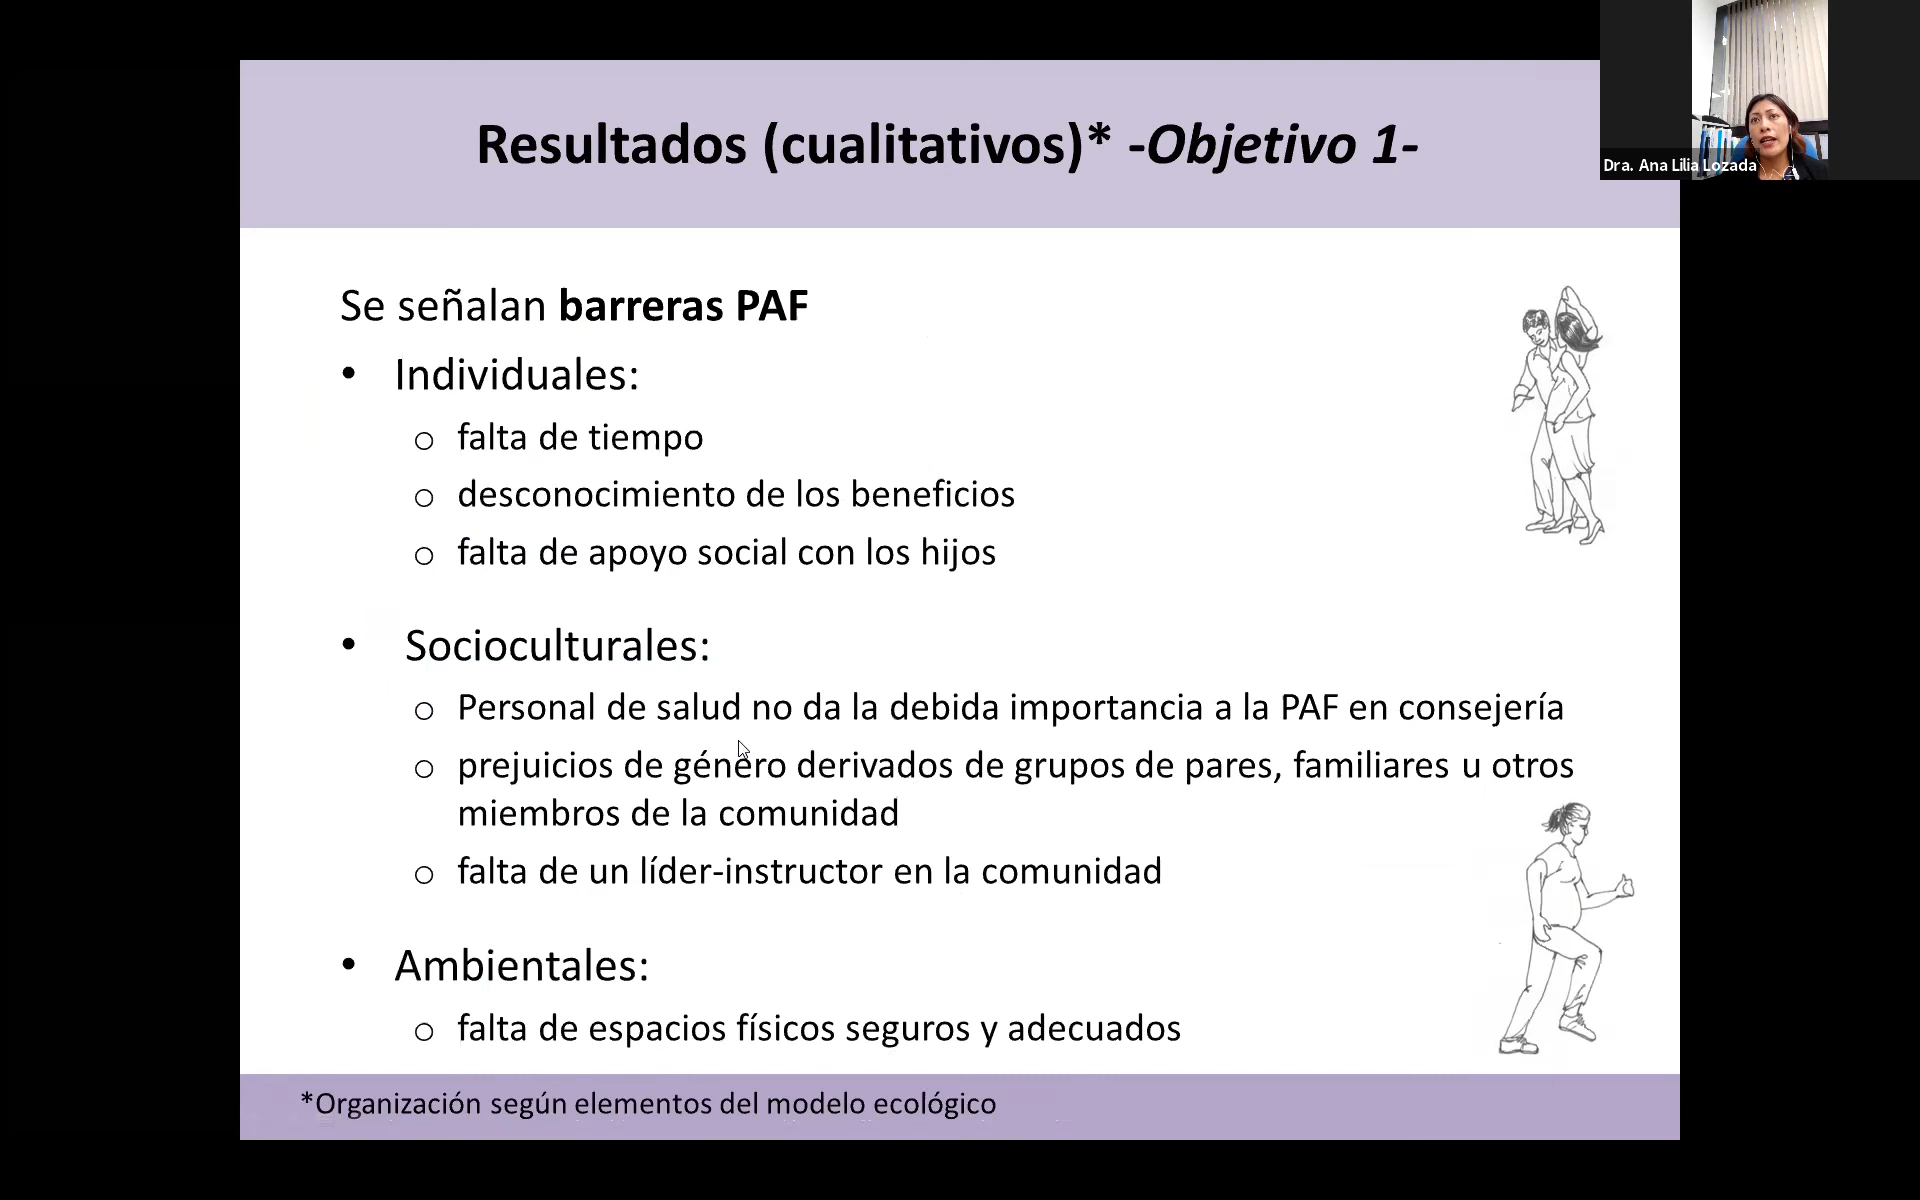 Resultados (cualitativos)* -Objetivo 1-
Dra. Ana Lilia Lozada
Se señalan barreras PAF
• Individuales:
o falta de tiempo
o desconocimiento de los beneficios
o falta de apoyo social con los hijos
• Socioculturales:
o Personal de salud no da la debida importancia a la PAF en consejería
o prejuicios de género derivados de grupos de pares, familiares u otros
miembros de la comunidad
o falta de un líder-instructor en la comunidad
• Ambientales:
o falta de espacios físicos seguros y adecuados
*Organización según elementos del modelo ecológico